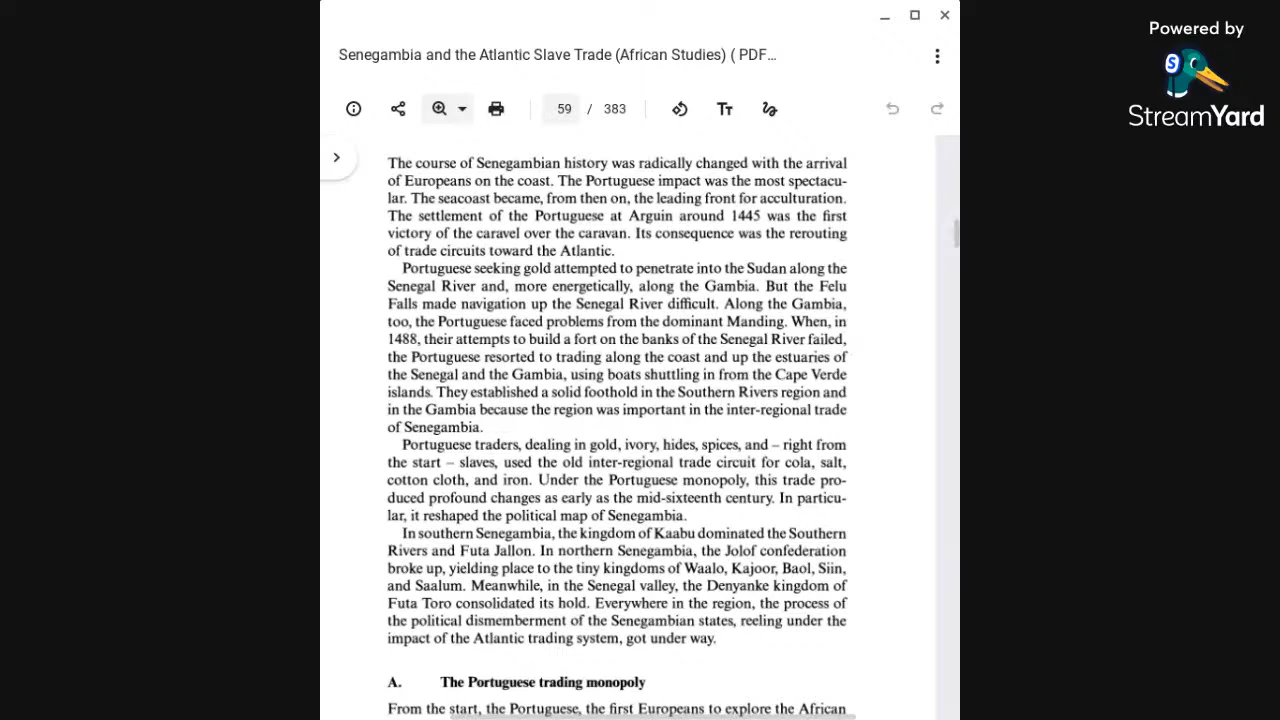 Powered by
StreamYard
Senegambia and the Atlantic Slave Trade (African Studies) ( PDF...
59 / 383
The course of Senegambian history was radically changed with the arrival
of Europeans on the coast. The Portuguese impact was the most spectacu-
lar. The seacoast became, from then on, the leading front for acculturation.
The settlement of the Portuguese at Arguin around 1445 was the first
victory of the caravel over the caravan. Its consequence was the rerouting
of trade circuits toward the Atlantic.
Portuguese seeking gold attempted to penetrate into the Sudan along the
Senegal River and, more energetically, along the Gambia. But the Felu
Falls made navigation up the Senegal River difficult. Along the Gambia,
too, the Portuguese faced problems from the dominant Manding. When, in
1488, their attempts to build a fort on the banks of the Senegal River failed,
the Portuguese resorted to trading along the coast and up the estuaries of
the Senegal and the Gambia, using boats shuttling in from the Cape Verde
islands. They established a solid foothold in the Southern Rivers region and
in the Gambia because the region was important in the inter-regional trade
of Senegambia.
Portuguese traders, dealing in gold, ivory, hides, spices, and – right from
the start – slaves, used the old inter-regional trade circuit for cola, salt,
cotton cloth, and iron. Under the Portuguese monopoly, this trade pro-
duced profound changes as early as the mid-sixteenth century. In particu-
lar, it reshaped the political map of Senegambia.
In southern Senegambia, the kingdom of Kaabu dominated the Southern
Rivers and Futa Jallon. In northern Senegambia, the Jolof confederation
broke up, yielding place to the tiny kingdoms of Waalo, Kajoor, Baol, Siin,
and Saalum. Meanwhile, in the Senegal valley, the Denyanke kingdom of
Futa Toro consolidated its hold. Everywhere in the region, the process of
the political dismemberment of the Senegambian states, reeling under the
impact of the Atlantic trading system, got under way.
A. The Portuguese trading monopoly
From the start, the Portuguese, the first Europeans to explore the African